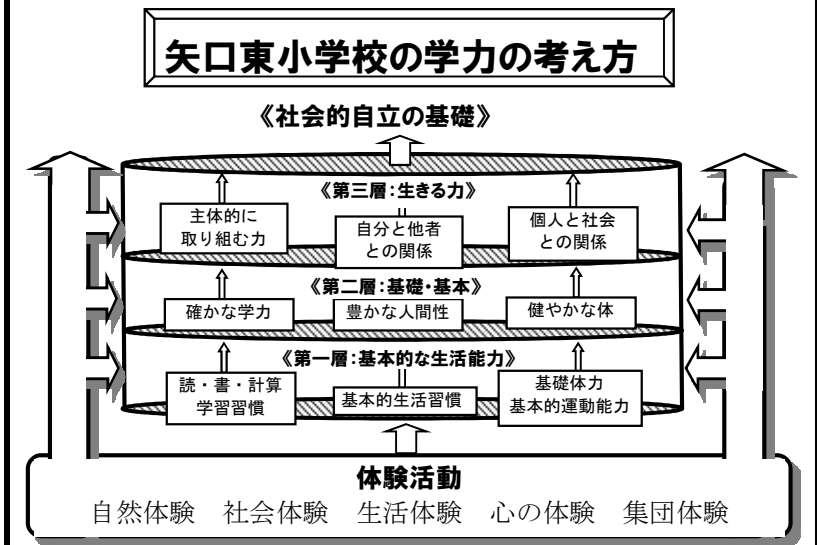 矢口東小学校の学力の考え方
《社会的自立の基礎》
《第三層:生きる力》
主体的に
取り組む力
自分と他者
との関係
個人と社会
との関係
《第二層:基礎・基本》
確かな学力
豊かな人間性
健やかな体
《第一層:基本的な生活能力》
読・書・計算
学習習慣
基本的生活習慣
基礎体力
基本的運動能力
体験活動
自然体験 社会体験 生活体験 心の体験 集団体験